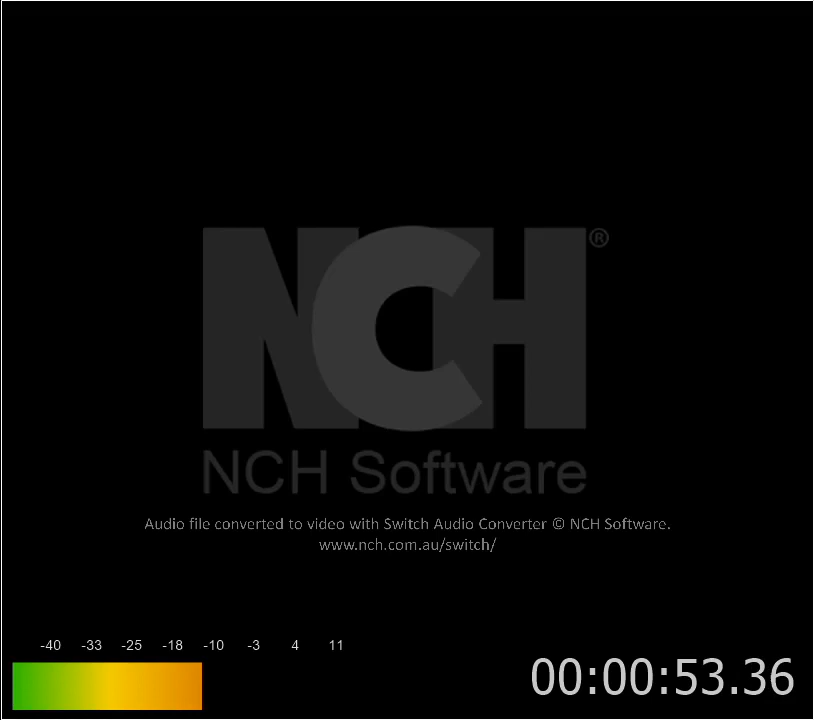 NCH®
NCH Software
Audio file converted to video with Switch Audio Converter © NCH Software.
www.nch.com.au/switch/
-40 -33 -25 -18 -10 -3 4 11
00:00:53.36